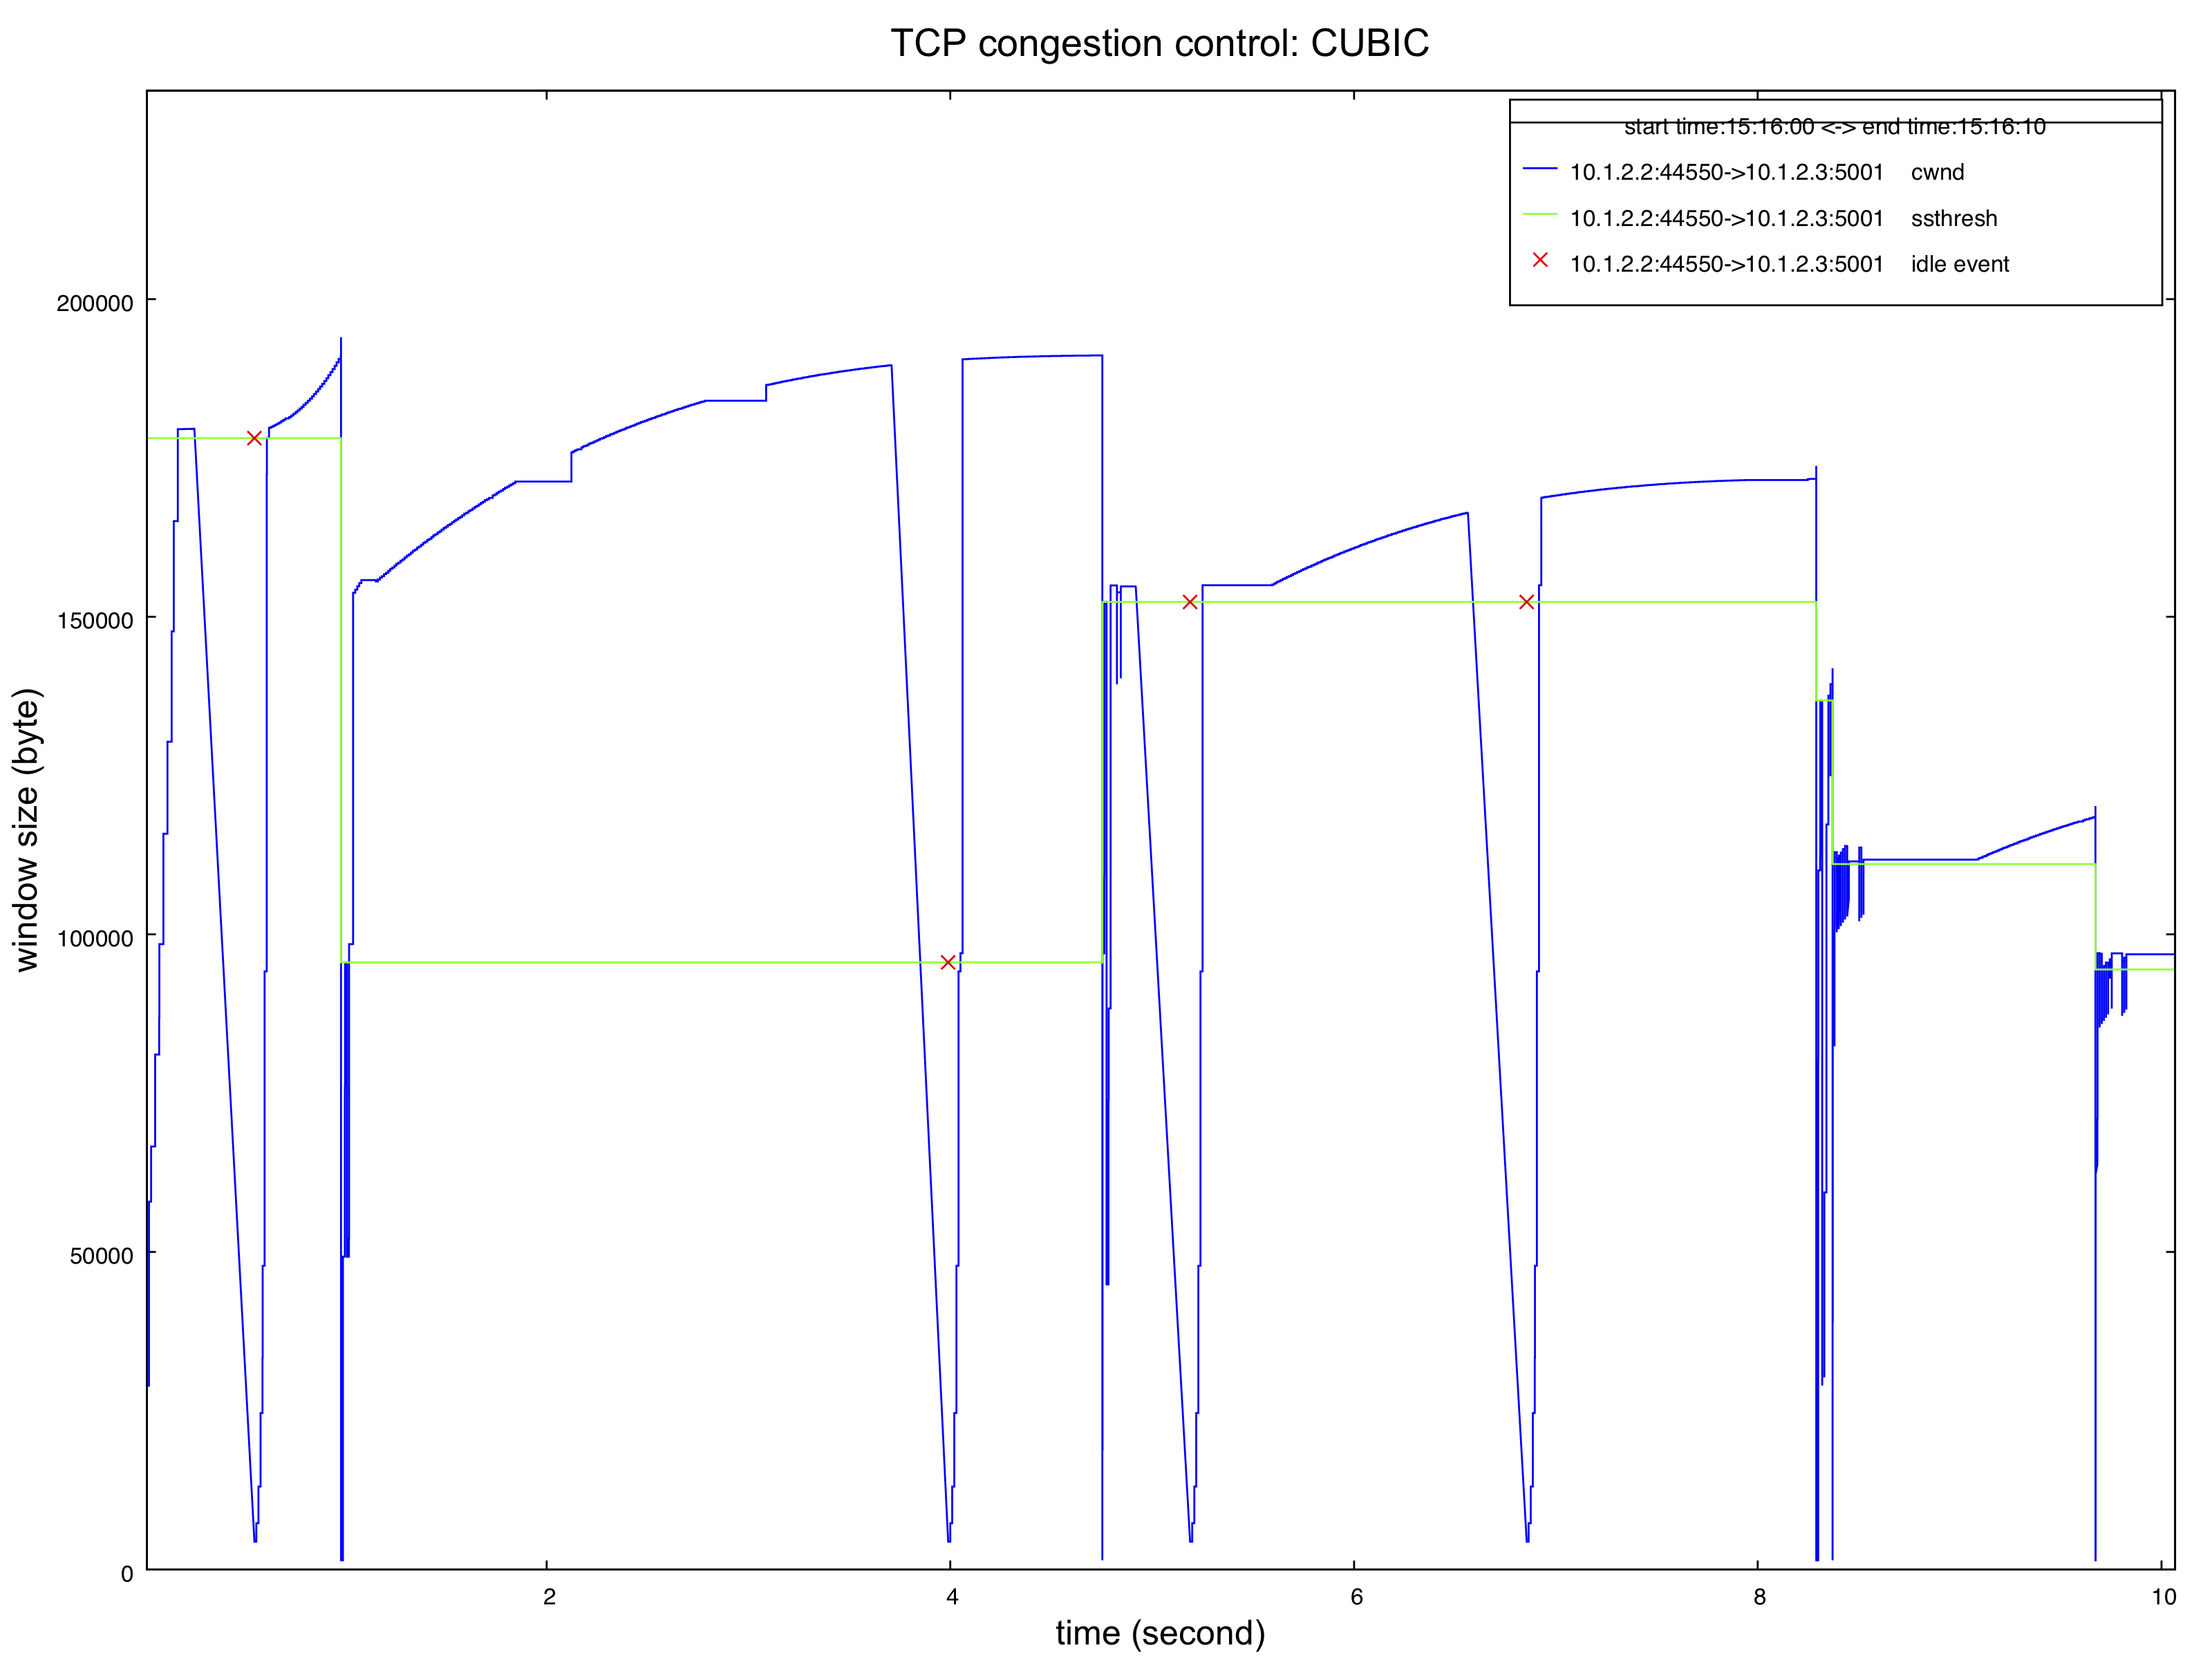 TCP congestion control: CUBIC
start time:15:16:00 <-> end time:15:16:10
10.1.2.2:44550->10.1.2.3:5001 cwnd
10.1.2.2:44550->10.1.2.3:5001 ssthresh
10.1.2.2:44550->10.1.2.3:5001 idle event
window size (byte)
200000
150000
100000
50000
0
2 4 6 8 10
time (second)